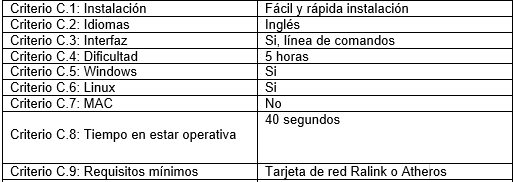 Criterio C.1: Instalación Fácil y rápida instalación
Criterio C.2: Idiomas Inglés
Criterio C.3: Interfaz Si, línea de comandos
Criterio C.4: Dificultad 5 horas
Criterio C.5: Windows Si
Criterio C.6: Linux Si
Criterio C.7: MAC No
Criterio C.8: Tiempo en estar operativa 40 segundos
Criterio C.9: Requisitos mínimos Tarjeta de red Ralink o Atheros